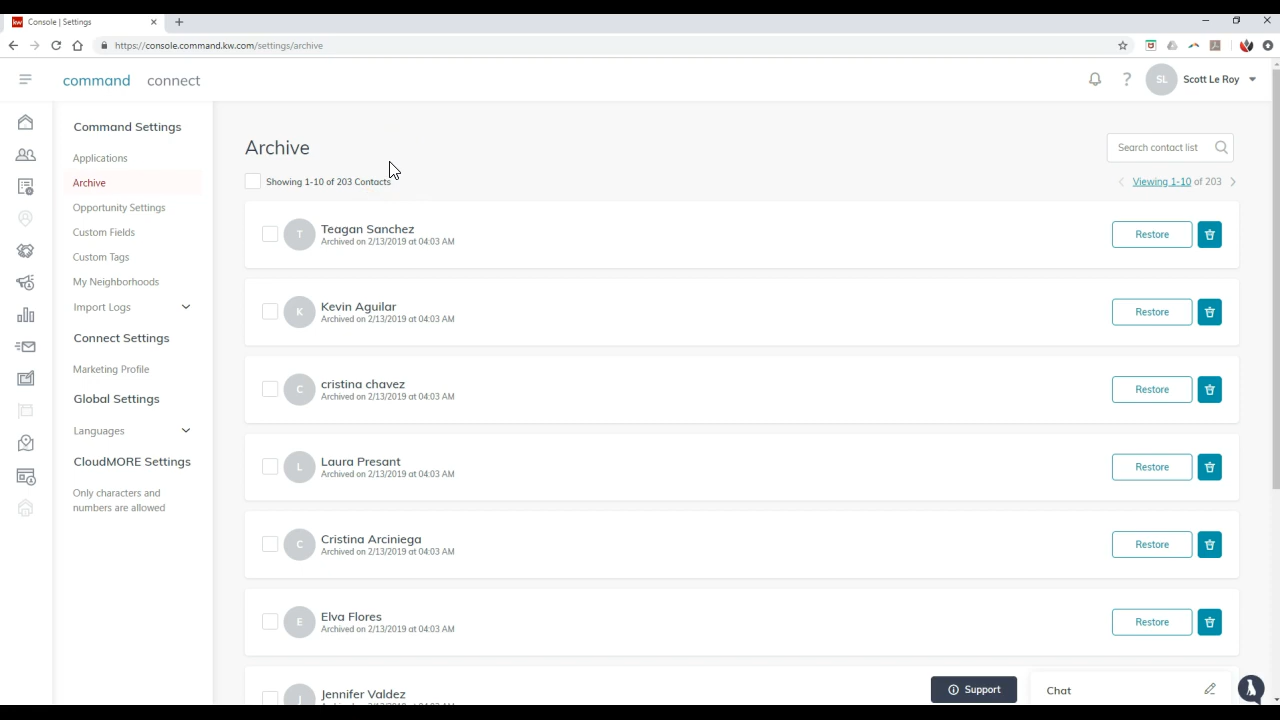 kw Console | Settings
https://console.command.kw.com/settings/archive
command connect
? SL Scott Le Roy
Command Settings
Applications
Archive
Opportunity Settings
Custom Fields
Custom Tags
My Neighborhoods
Import Logs
Connect Settings
Marketing Profile
Global Settings
Languages
CloudMORE Settings
Only characters and
numbers are allowed
Archive
Search contact list
Showing 1-10 of 203 Contacts
Viewing 1-10 of 203
T Teagan Sanchez
Archived on 2/13/2019 at 04:03 AM
Restore
K Kevin Aguilar
Archived on 2/13/2019 at 04:03 AM
Restore
C cristina chavez
Archived on 2/13/2019 at 04:03 AM
Restore
L Laura Presant
Archived on 2/13/2019 at 04:03 AM
Restore
C Cristina Arciniega
Archived on 2/13/2019 at 04:03 AM
Restore
E Elva Flores
Archived on 2/13/2019 at 04:03 AM
Restore
J Jennifer Valdez
Support
Chat